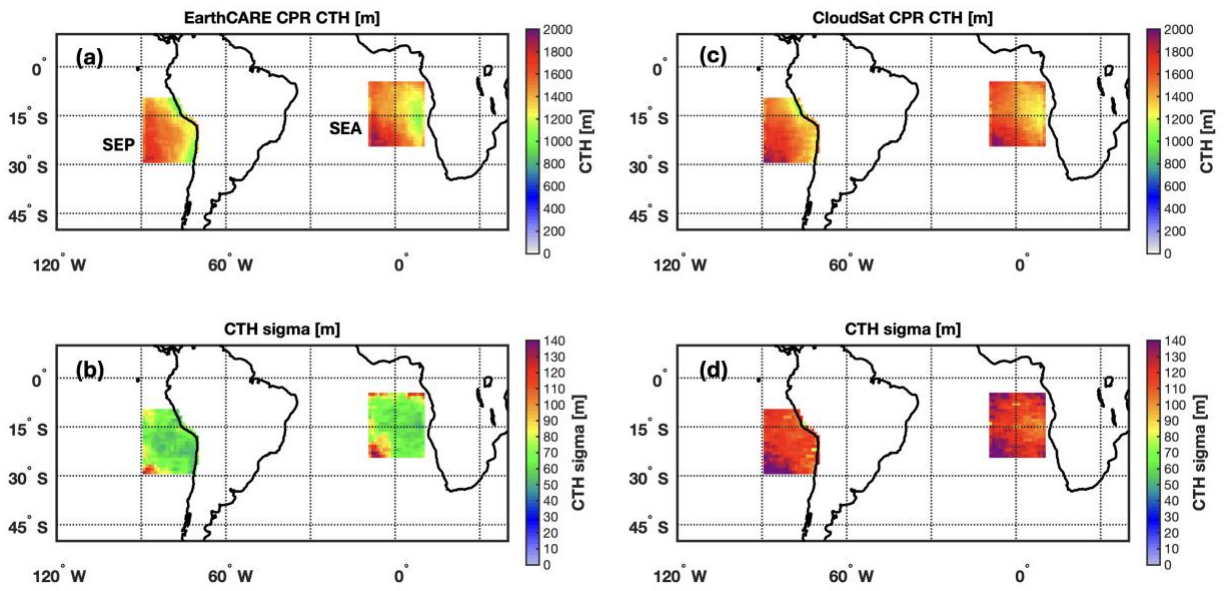 EarthCARE CPR CTH [m]
(a)
0°
15° S
30° S
45° S
120° W
60° W
0°
SEP
SEA
2000
1800
1600
1400
1200
1000
800
600
400
200
0
CTH [m]
CloudSat CPR CTH [m]
(c)
0°
15° S
30° S
45° S
120° W
60° W
0°
2000
1800
1600
1400
1200
1000
800
600
400
200
0
CTH [m]
CTH sigma [m]
(b)
0°
15° S
30° S
45° S
120° W
60° W
0°
140
130
120
110
100
90
80
70
60
50
40
30
20
10
0
CTH sigma [m]
CTH sigma [m]
(d)
0°
15° S
30° S
45° S
120° W
60° W
0°
140
130
120
110
100
90
80
70
60
50
40
30
20
10
0
CTH sigma [m]